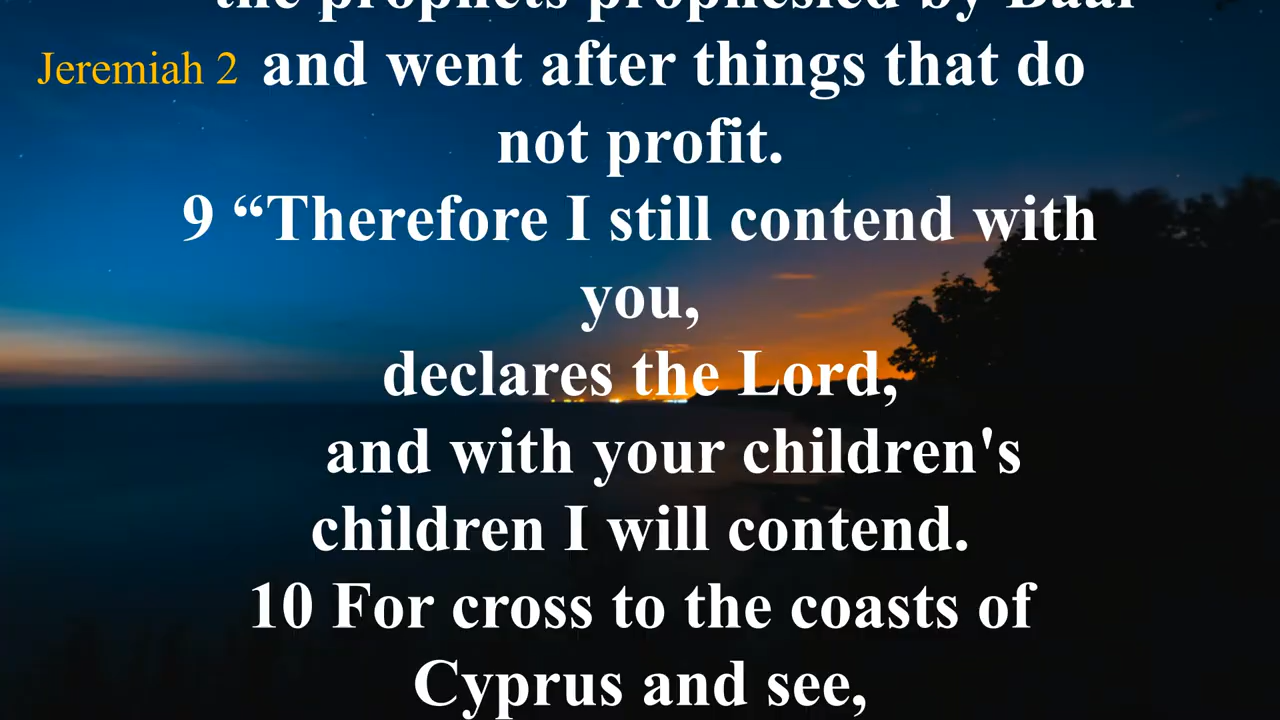 the prophets prophesied by Baal
Jeremiah 2
and went after things that do
not profit.
9 “Therefore I still contend with
you,
declares the Lord,
and with your children's
children I will contend.
10 For cross to the coasts of
Cyprus and see,